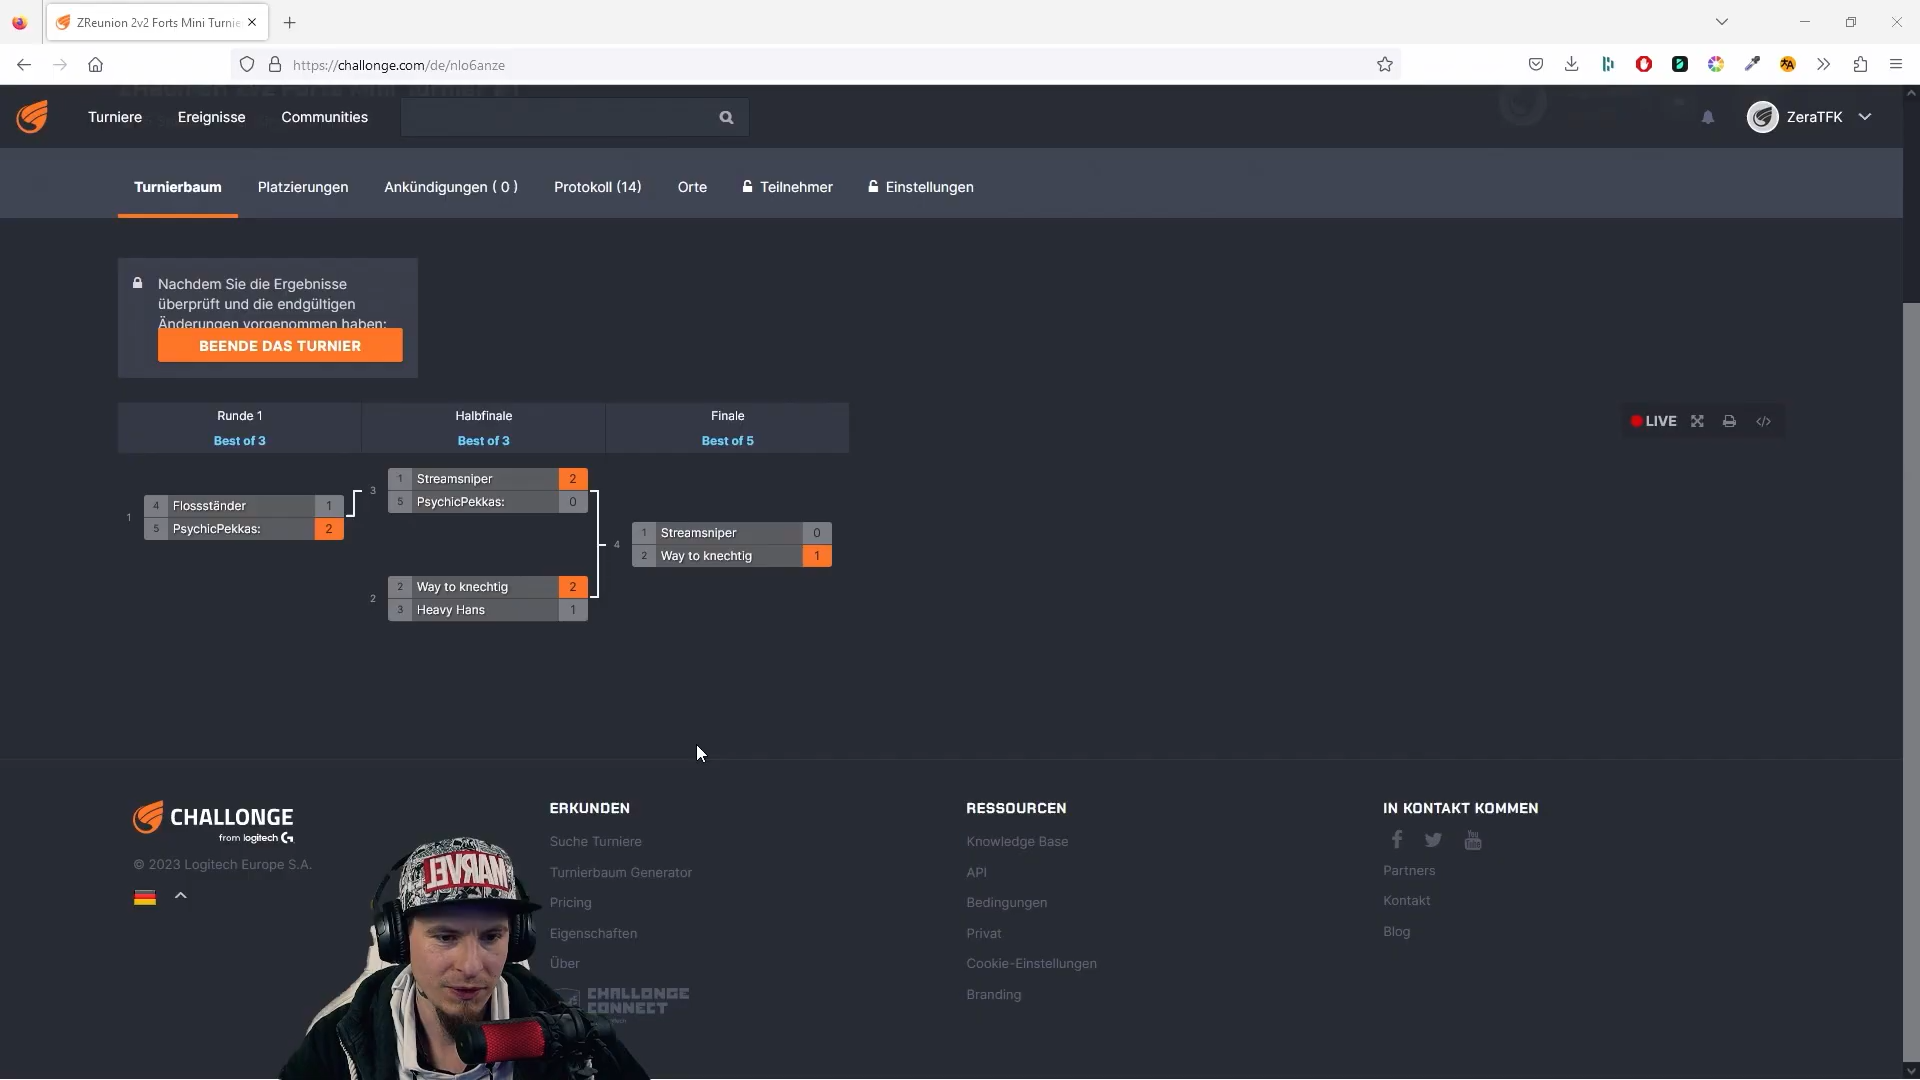 ZReunion 2v2 Forts Mini Turnie
https://challonge.com/de/nlo6anze
Turniere
Ereignisse
Communities
ZeraTFK
Turnierbaum
Platzierungen
Ankündigungen ( 0 )
Protokoll (14)
Orte
Teilnehmer
Einstellungen
Nachdem Sie die Ergebnisse
überprüft und die endgültigen
Änderungen vorgenommen haben:
BEENDE DAS TURNIER
Runde 1
Halbfinale
Finale
Best of 3
Best of 3
Best of 5
LIVE
1
4 Flossständer 1
5 PsychicPekkas: 2
3
1 Streamsniper 2
5 PsychicPekkas: 0
2
2 Way to knechtig 2
3 Heavy Hans 1
4
1 Streamsniper 0
2 Way to knechtig 1
CHALLONGE
from logitech G
© 2023 Logitech Europe S.A.
ERKUNDEN
Suche Turniere
Turnierbaum Generator
Pricing
Eigenschaften
Über
CHALLONGE
CONNECT
RESSOURCEN
Knowledge Base
API
Bedingungen
Privat
Cookie-Einstellungen
Branding
IN KONTAKT KOMMEN
You
Partners
Kontakt
Blog
MARVEL